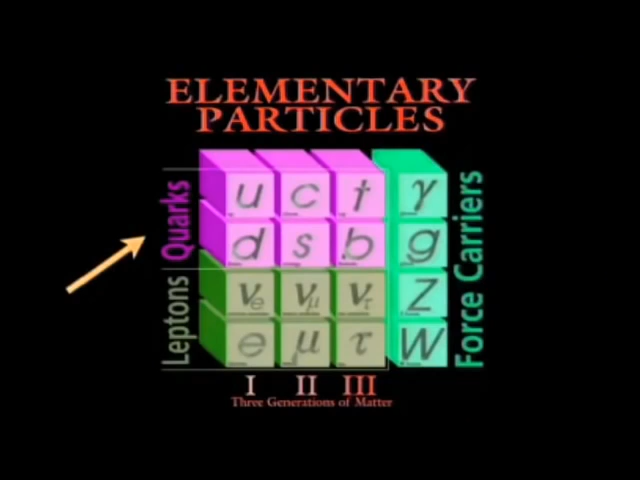 ELEMENTARY
PARTICLES
Quarks
u c t γ
d s b g
Leptons
νe νμ ντ Z
e μ τ W
Force Carriers
I II III
Three Generations of Matter